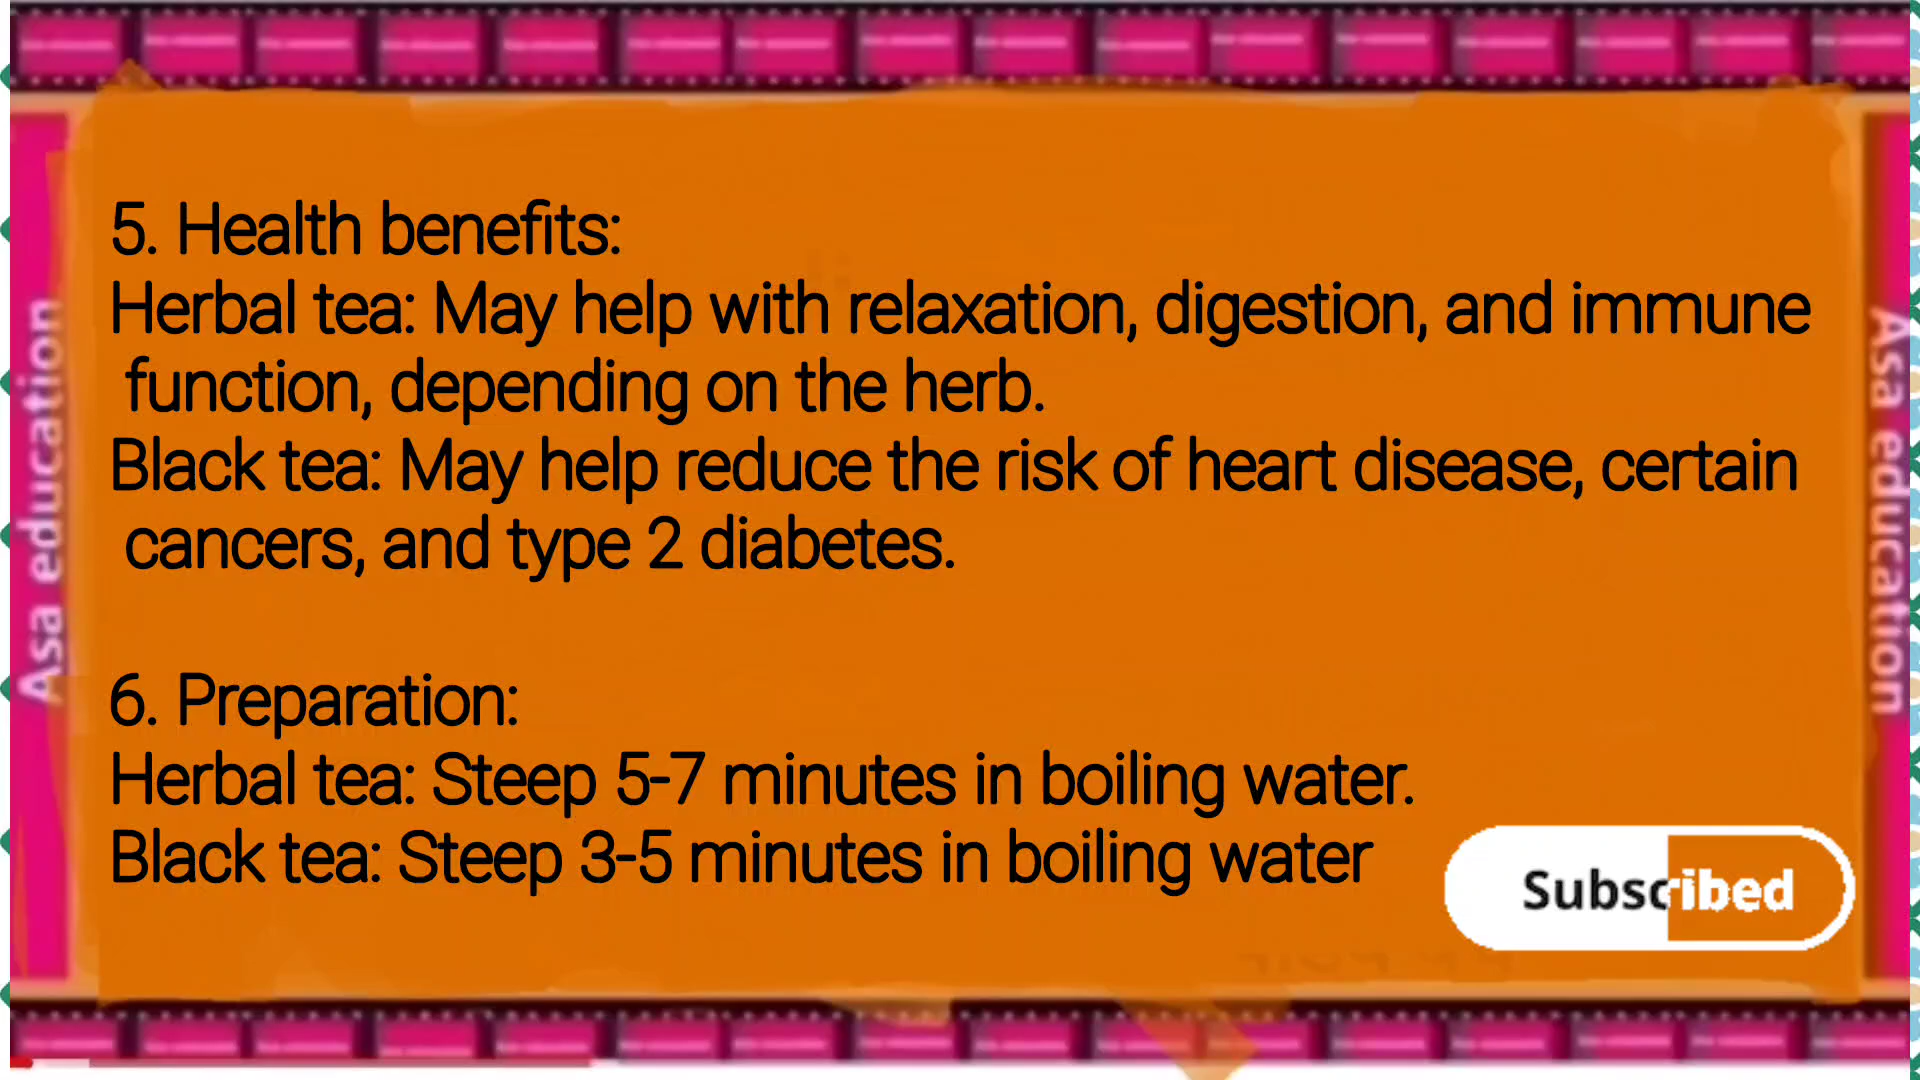 5. Health benefits:
Herbal tea: May help with relaxation, digestion, and immune
function, depending on the herb.
Black tea: May help reduce the risk of heart disease, certain
cancers, and type 2 diabetes.
6. Preparation:
Herbal tea: Steep 5-7 minutes in boiling water.
Black tea: Steep 3-5 minutes in boiling water
Subscribed
Asa education
Asa education